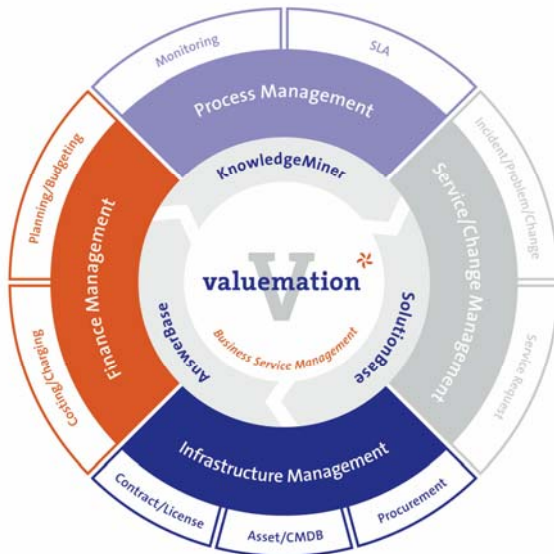 Monitoring
SLA
Process Management
Incident/Problem/Change
Service Request
Service/Change Management
Procurement
Asset/CMDB
Contract/License
Infrastructure Management
Costing/Charging
Planning/Budgeting
Finance Management
KnowledgeMiner
SolutionBase
AnswerBase
V
valuemation
Business Service Management